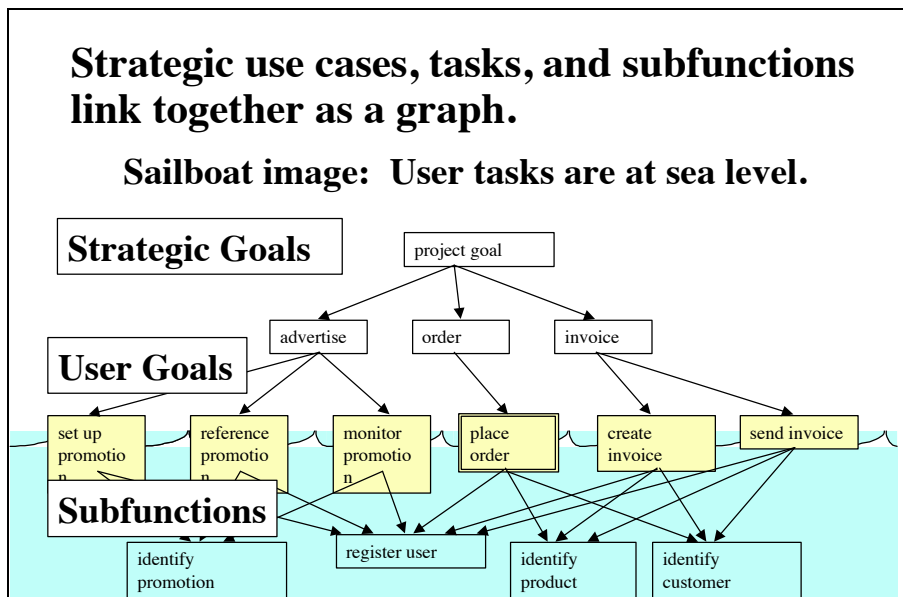 Strategic use cases, tasks, and subfunctions
link together as a graph.
Sailboat image: User tasks are at sea level.
Strategic Goals
project goal
advertise
order
invoice
User Goals
set up
promotio
n
reference
promotio
n
monitor
promotio
n
place
order
create
invoice
send invoice
Subfunctions
register user
identify
promotion
identify
product
identify
customer